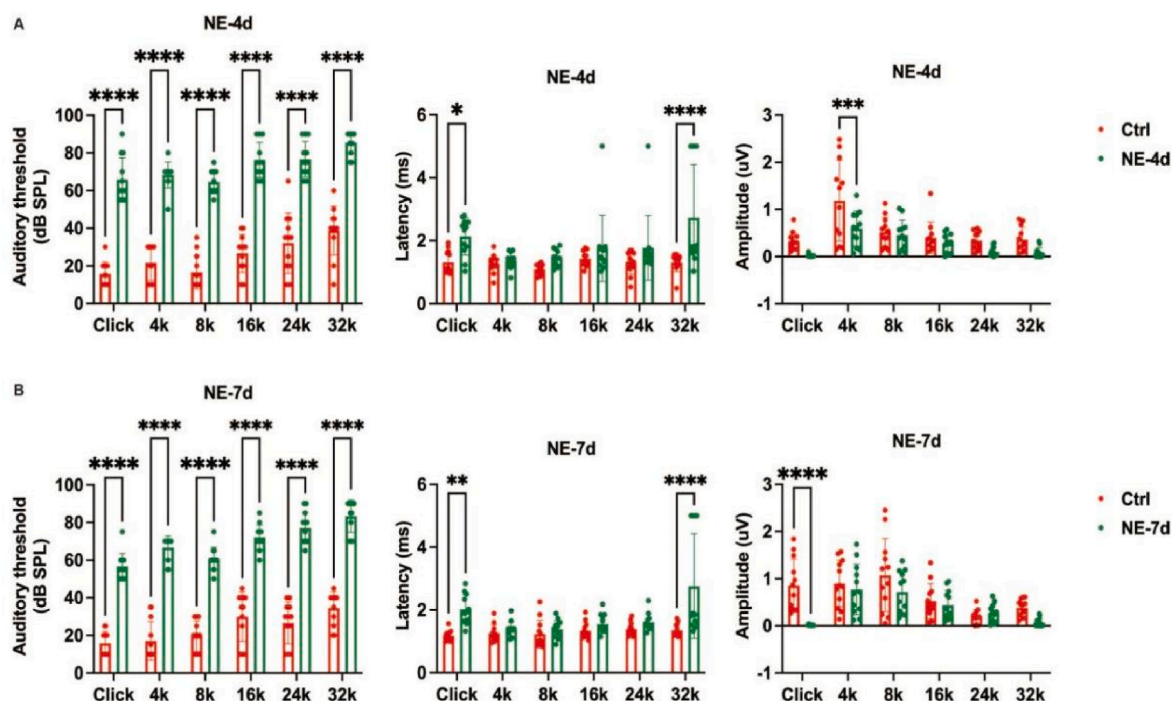 A
NE-4d
**** **** **** **** **** ****
Auditory threshold
(dB SPL)
100
80
60
40
20
0
Click 4k 8k 16k 24k 32k
NE-4d
* ****
Latency (ms)
6
4
2
0
Click 4k 8k 16k 24k 32k
NE-4d
***
Amplitude (uV)
3
2
1
0
-1
Click 4k 8k 16k 24k 32k
Ctrl
NE-4d
B
NE-7d
**** **** **** **** **** ****
Auditory threshold
(dB SPL)
100
80
60
40
20
0
Click 4k 8k 16k 24k 32k
NE-7d
** ****
Latency (ms)
6
4
2
0
Click 4k 8k 16k 24k 32k
NE-7d
****
Amplitude (uV)
3
2
1
0
-1
Click 4k 8k 16k 24k 32k
Ctrl
NE-7d